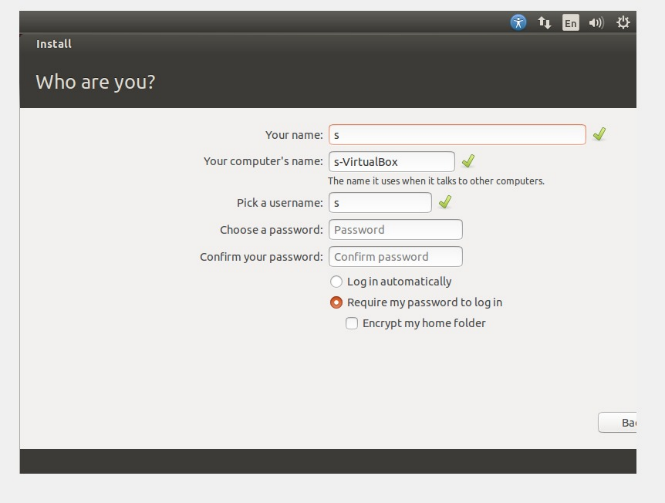 En
Install
Who are you?
Your name: s
Your computer's name: s-VirtualBox
The name it uses when it talks to other computers.
Pick a username: s
Choose a password: Password
Confirm your password: Confirm password
Log in automatically
Require my password to log in
Encrypt my home folder
Ba